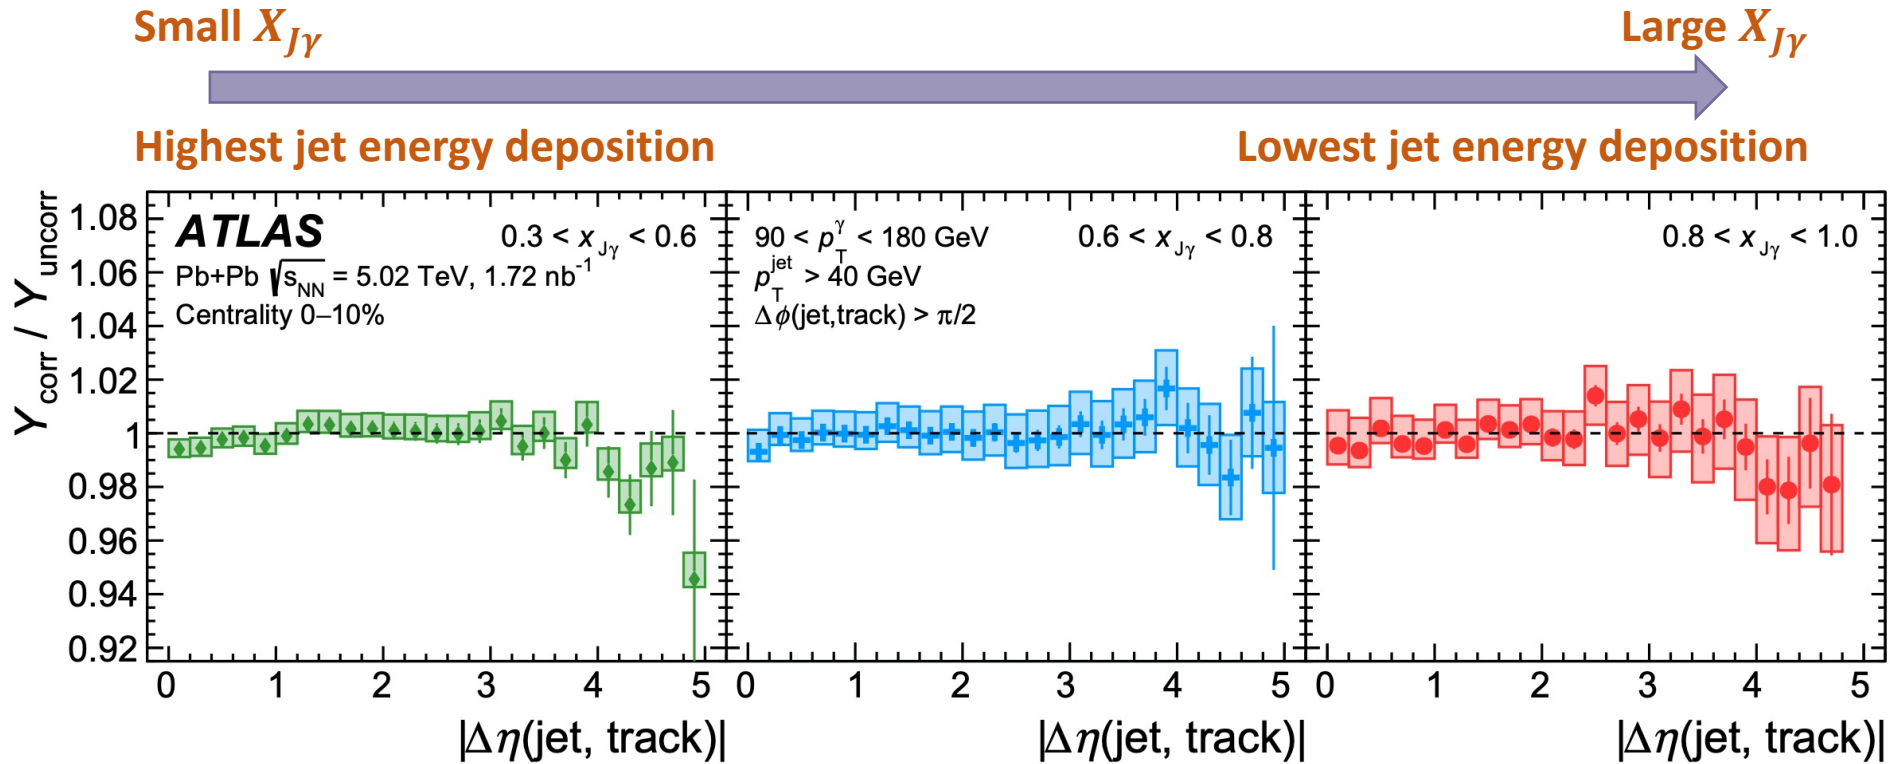 Small X_Jγ
Large X_Jγ
Highest jet energy deposition
Lowest jet energy deposition
Y_corr / Y_uncorr
1.08
1.06
1.04
1.02
1
0.98
0.96
0.94
0.92
ATLAS
0.3 < x_Jγ < 0.6
Pb+Pb √s_NN = 5.02 TeV, 1.72 nb⁻¹
Centrality 0–10%
90 < p_T^γ < 180 GeV
0.6 < x_Jγ < 0.8
p_T^jet > 40 GeV
Δϕ(jet,track) > π/2
0.8 < x_Jγ < 1.0
0 1 2 3 4 5
0 1 2 3 4 5
0 1 2 3 4 5
|Δη(jet, track)|
|Δη(jet, track)|
|Δη(jet, track)|